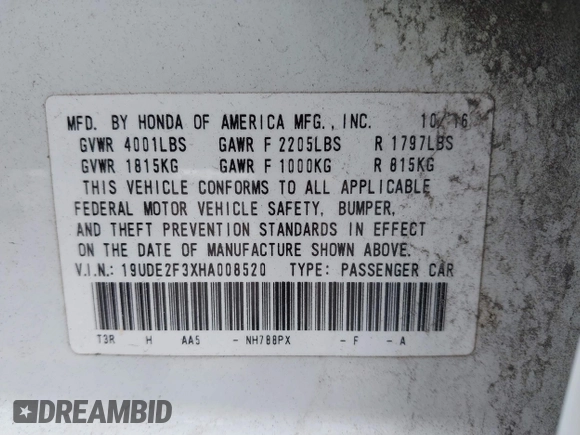 MFD. BY HONDA OF AMERICA MFG., INC. 10/16
GVWR 4001LBS GAWR F 2205LBS R 1797LBS
GVWR 1815KG GAWR F 1000KG R 815KG
THIS VEHICLE CONFORMS TO ALL APPLICABLE
FEDERAL MOTOR VEHICLE SAFETY, BUMPER,
AND THEFT PREVENTION STANDARDS IN EFFECT
ON THE DATE OF MANUFACTURE SHOWN ABOVE.
V.I.N.: 19UDE2F3XHA008520 TYPE: PASSENGER CAR
T3R H AA5 - NH788PX - F - A
DREAMBID